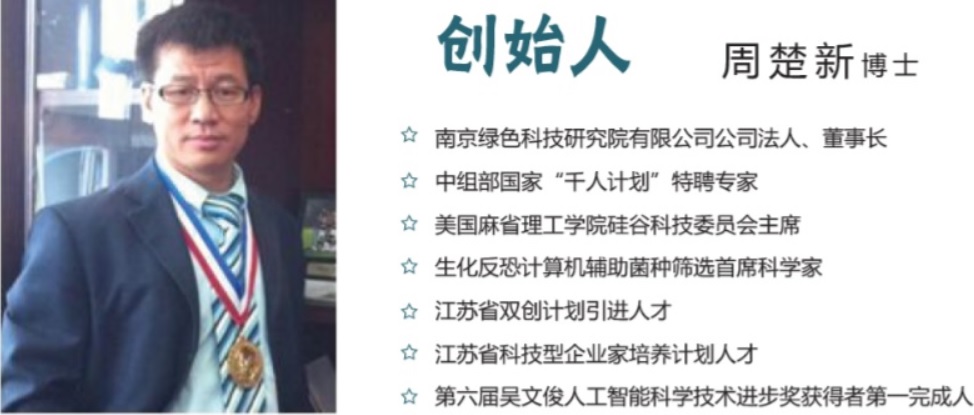 创始人
周楚新博士
☆ 南京绿色科技研究院有限公司公司法人、董事长
☆ 中组部国家“千人计划”特聘专家
☆ 美国麻省理工学院硅谷科技委员会主席
☆ 生化反恐计算机辅助菌种筛选首席科学家
☆ 江苏省双创计划引进人才
☆ 江苏省科技型企业家培养计划人才
☆ 第六届吴文俊人工智能科学技术进步奖获得者第一完成人